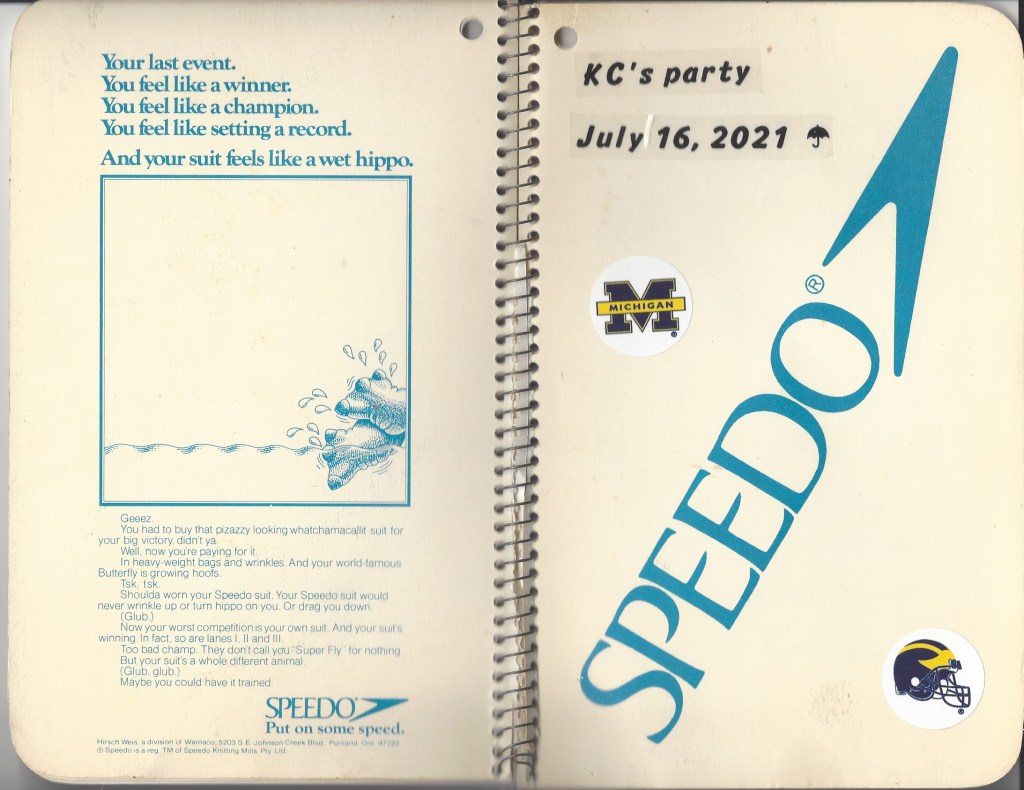 Your last event.
You feel like a winner.
You feel like a champion.
You feel like setting a record.
And your suit feels like a wet hippo.
Geeez.
You had to buy that pizazzy looking whatchamacallit suit for
your big victory, didn't ya.
Well, now you're paying for it.
In heavy-weight bags and wrinkles. And your world-famous
Butterfly is growing hoofs.
Tsk, tsk.
Shoulda worn your Speedo suit. Your Speedo suit would
never wrinkle up or turn hippo on you. Or drag you down.
(Glub.)
Now your worst competition is your own suit. And your suit's
winning. In fact, so are lanes I, II and III.
Too bad champ. They don't call you "Super Fly" for nothing.
But your suit's a whole different animal.
(Glub, glub.)
Maybe you could have it trained.
SPEEDO®
Put on some speed.
Hirsch Weis, a division of Warnaco, 5203 S.E. Johnson Creek Blvd., Portland, Ore. 97222
® Speedo is a reg. TM of Speedo Knitting Mills, Pty. Ltd.
KC's party
July 16, 2021
MICHIGAN
®
SPEEDO®